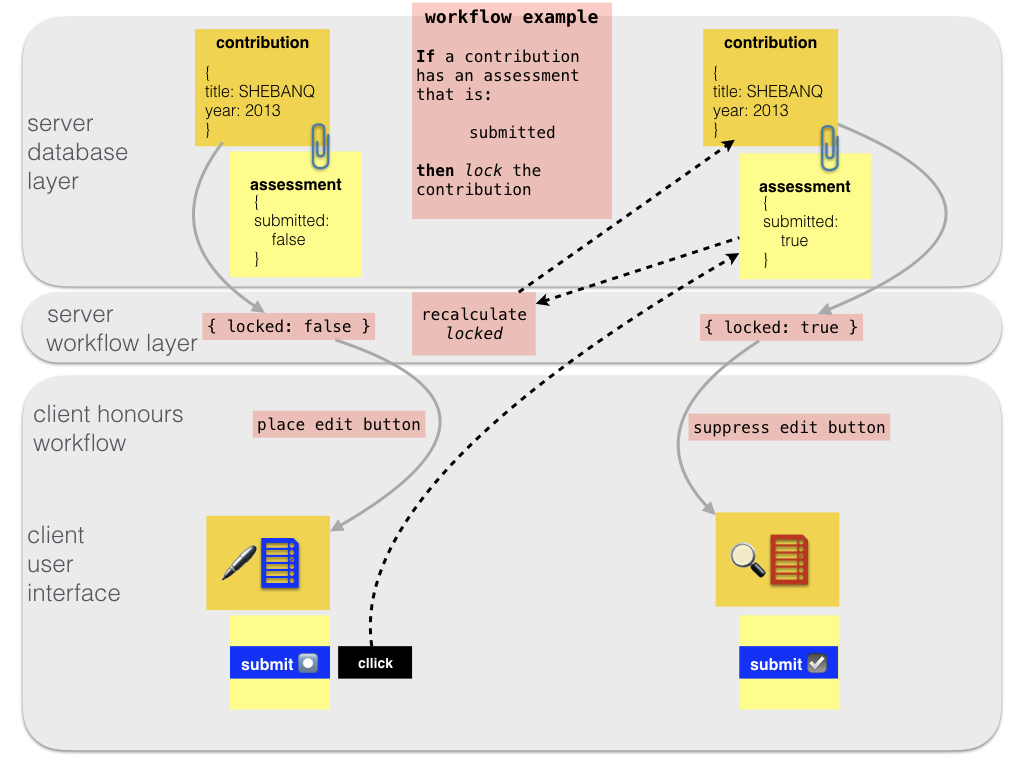 workflow example
If a contribution
has an assessment
that is:
submitted
then lock the
contribution
server
database
layer
contribution
{
title: SHEBANQ
year: 2013
}
assessment
{
submitted:
false
}
contribution
{
title: SHEBANQ
year: 2013
}
assessment
{
submitted:
true
}
server
workflow layer
{ locked: false }
recalculate
locked
{ locked: true }
client honours
workflow
place edit button
suppress edit button
client
user
interface
submit
cllick
submit